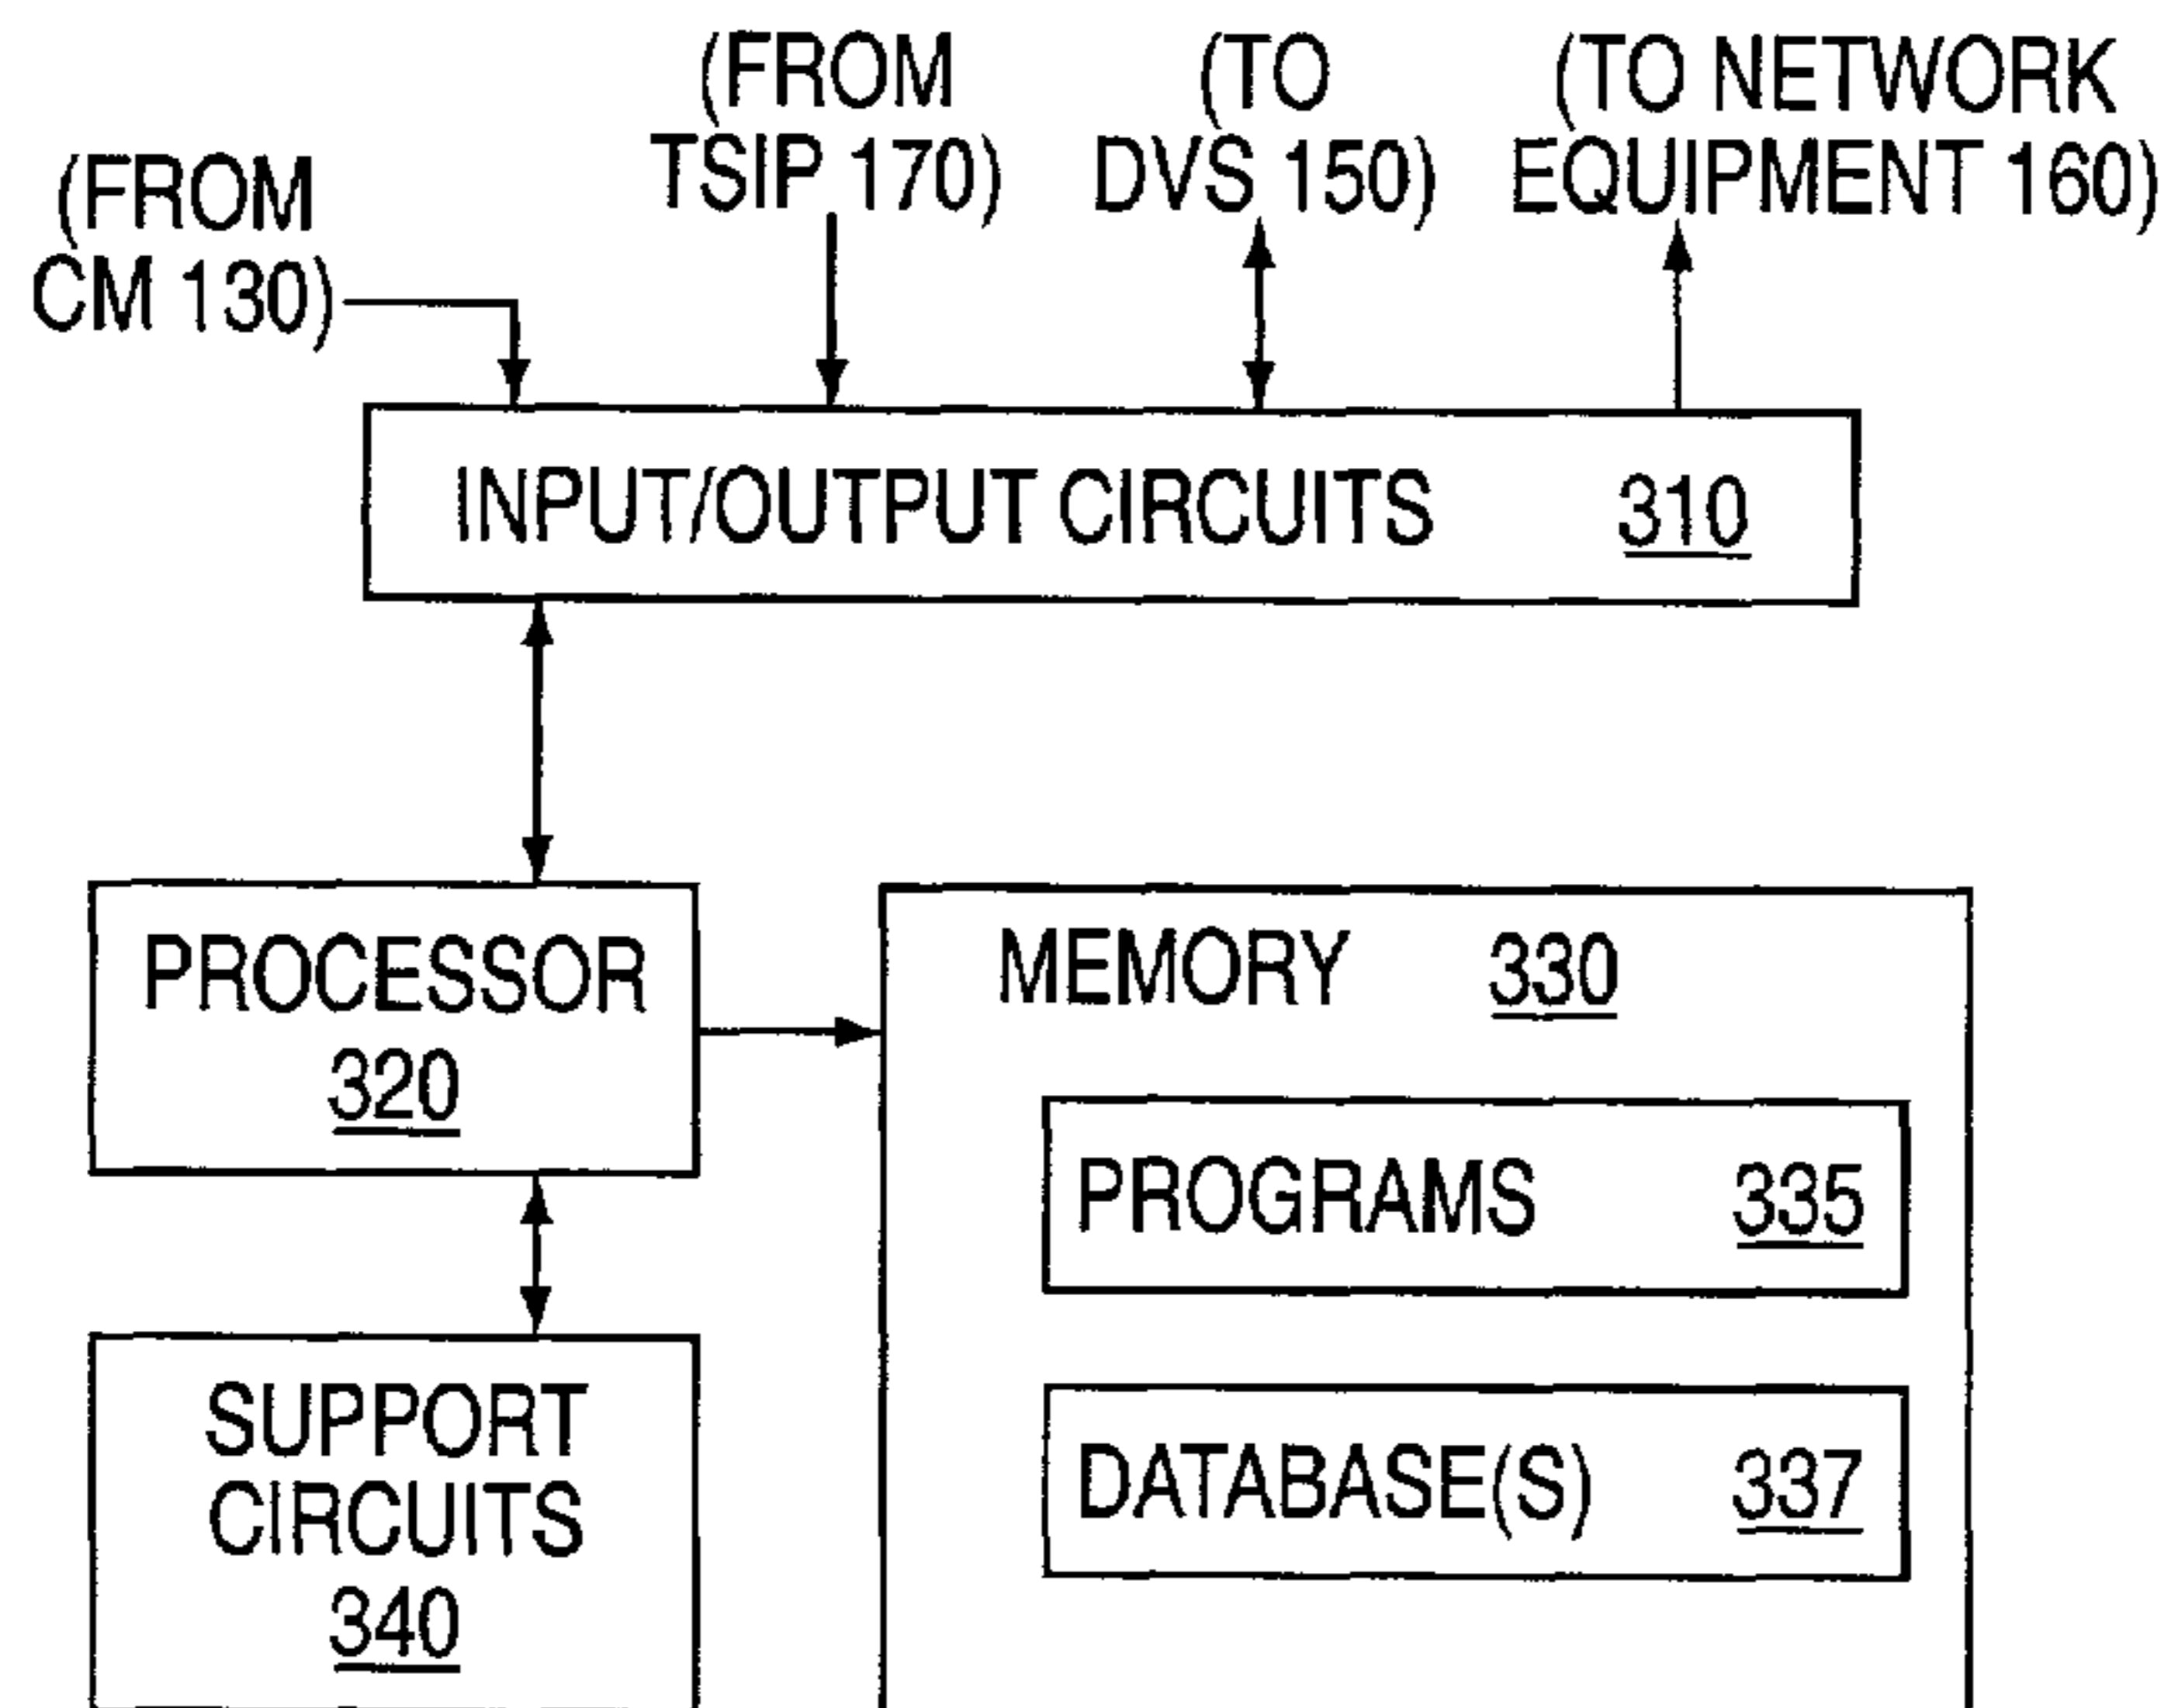 (FROM
CM 130)
(FROM
TSIP 170)
(TO
DVS 150)
(TO NETWORK
EQUIPMENT 160)
INPUT/OUTPUT CIRCUITS 310
PROCESSOR
320
MEMORY 330
PROGRAMS 335
DATABASE(S) 337
SUPPORT
CIRCUITS
340